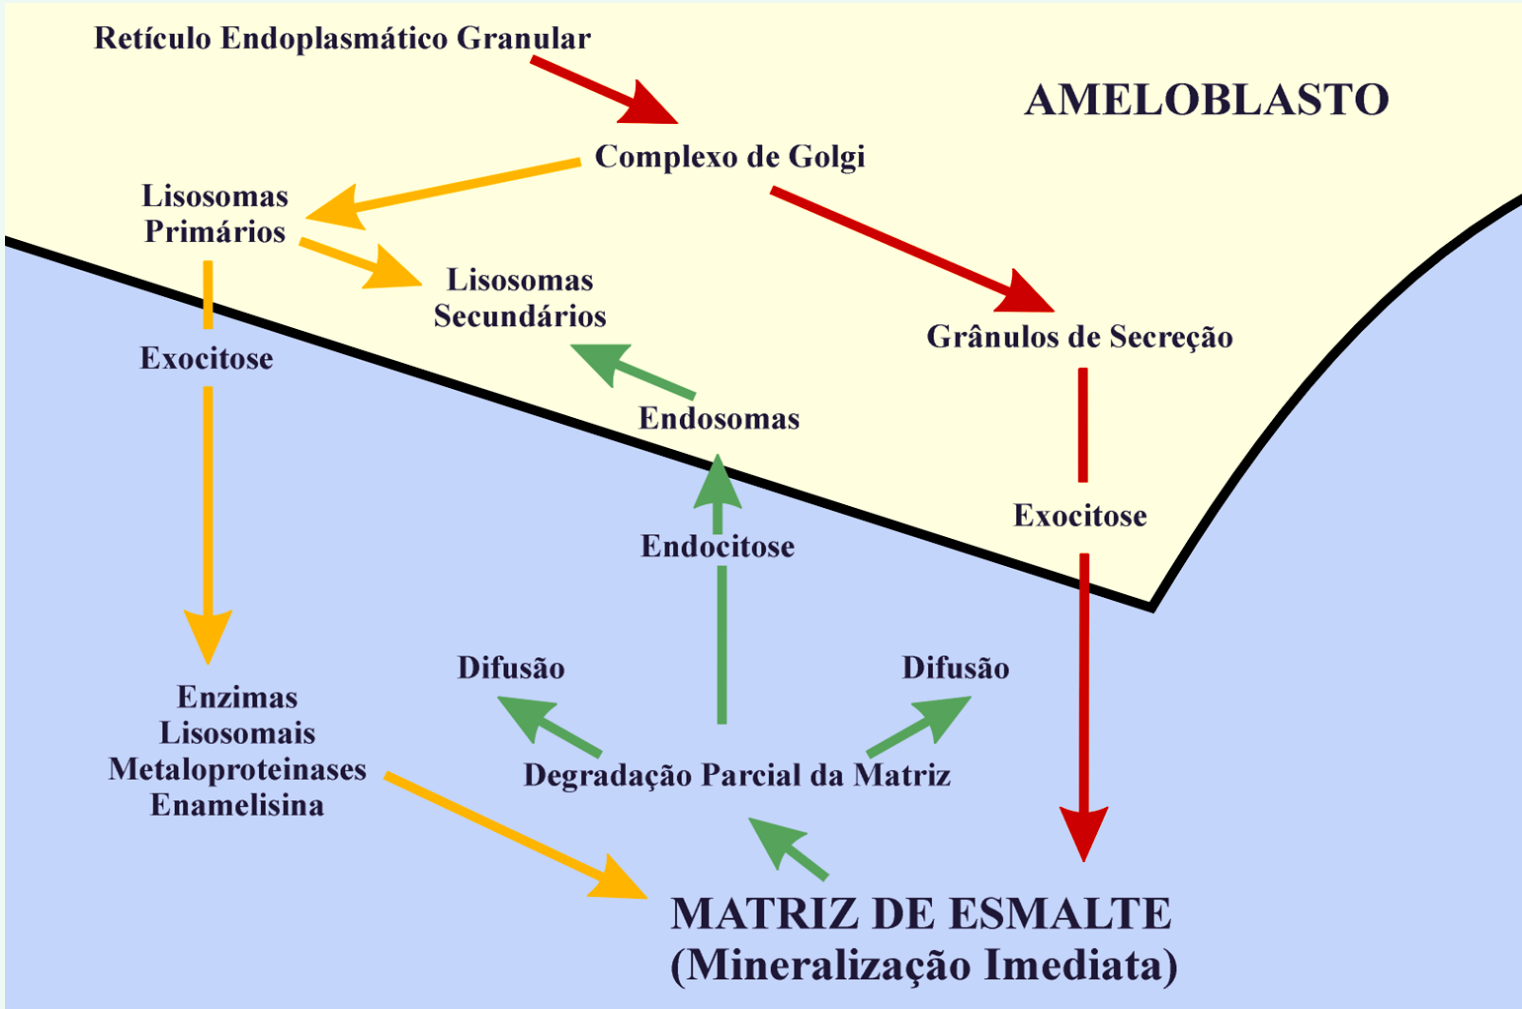 Retículo Endoplasmático Granular
AMELOBLASTO
Complexo de Golgi
Lisosomas
Primários
Lisosomas
Secundários
Grânulos de Secreção
Exocitose
Endosomas
Exocitose
Endocitose
Difusão
Difusão
Enzimas
Lisosomais
Metaloproteinases
Enamelisina
Degradação Parcial da Matriz
MATRIZ DE ESMALTE
(Mineralização Imediata)